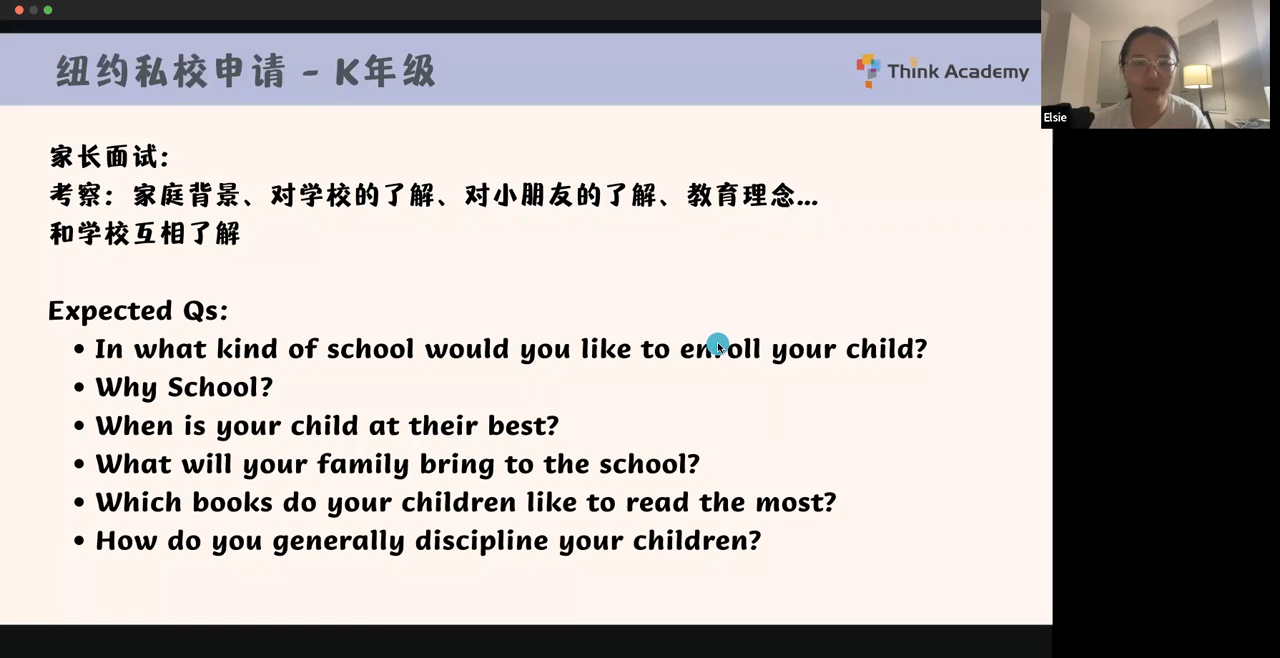 纽约私校申请 - K年级
Think Academy
Elsie
家长面试:
考察: 家庭背景、对学校的了解、对小朋友的了解、教育理念...
和学校互相了解
Expected Qs:
• In what kind of school would you like to enroll your child?
• Why School?
• When is your child at their best?
• What will your family bring to the school?
• Which books do your children like to read the most?
• How do you generally discipline your children?